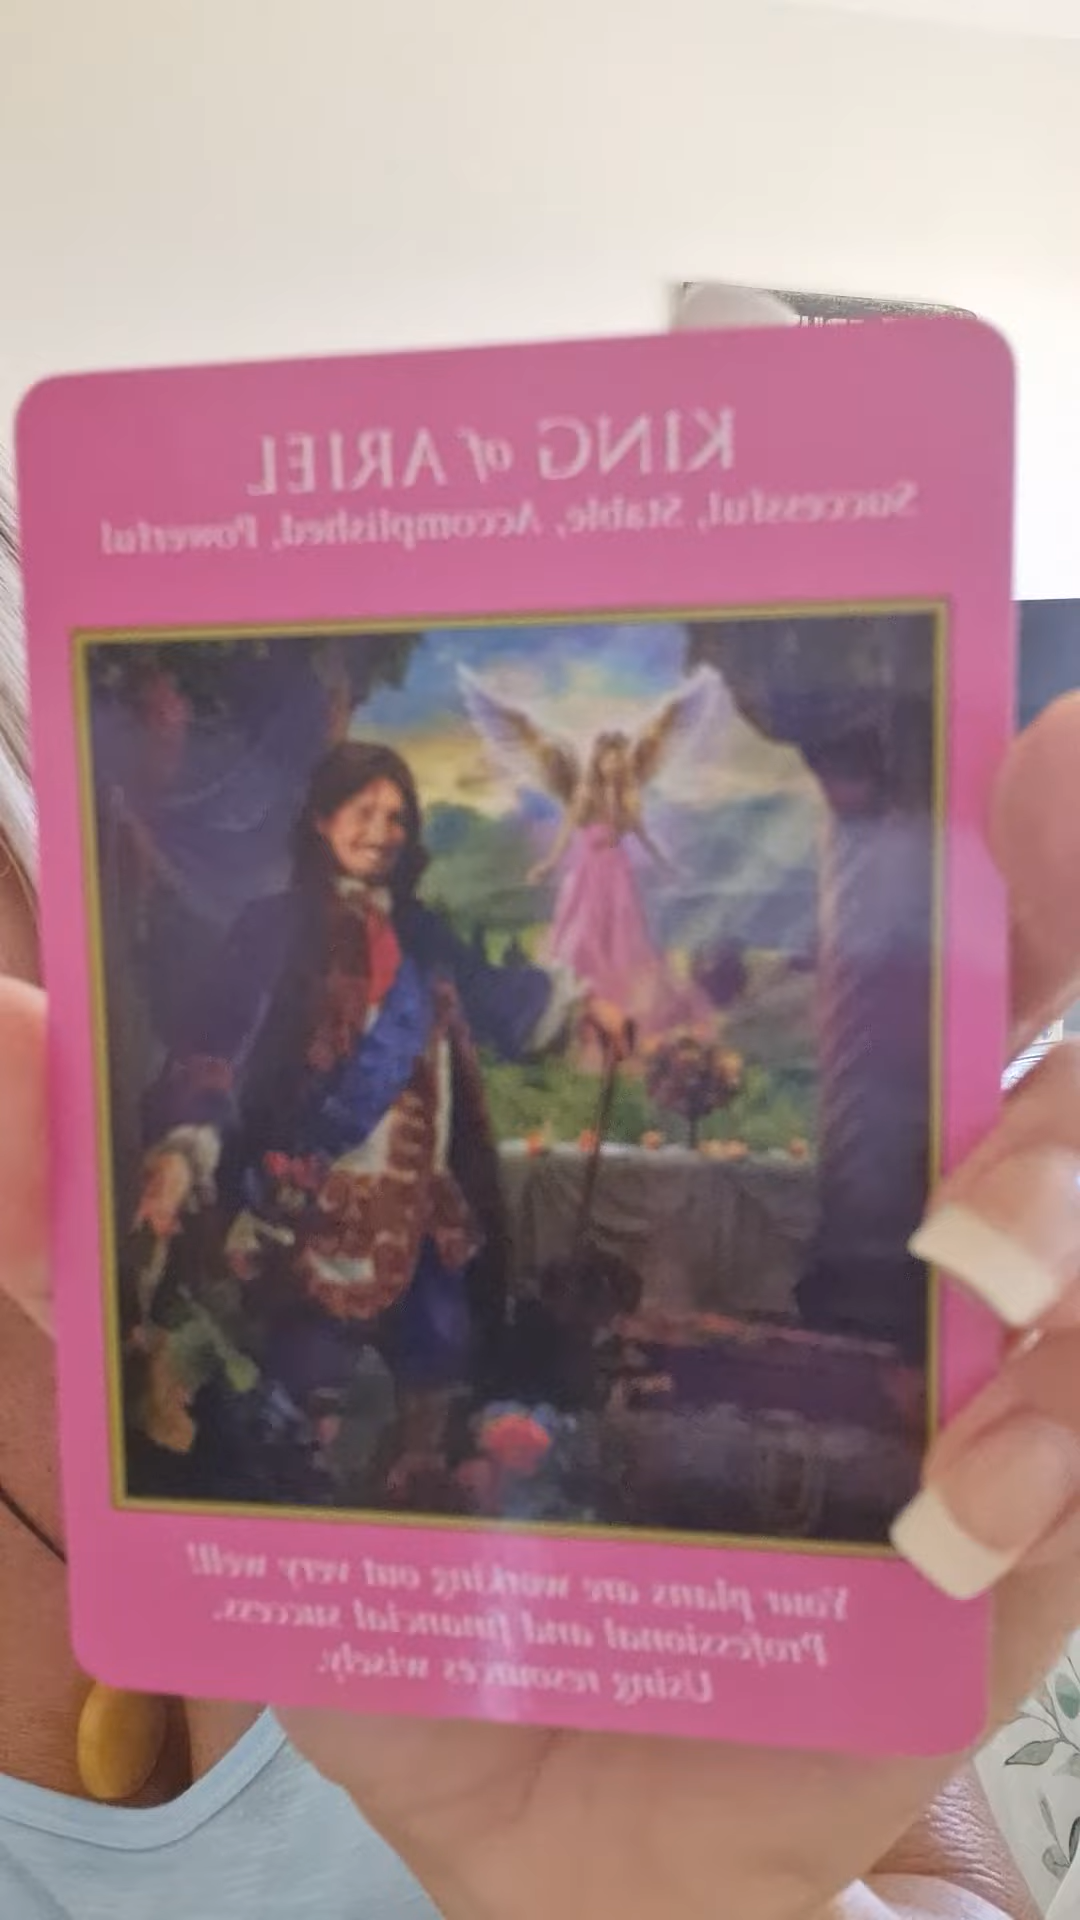 KING of ARIEL
Successful, Stable, Accomplished, Powerful
Your plans are working out very well!
Professional and financial success.
Using resources wisely.